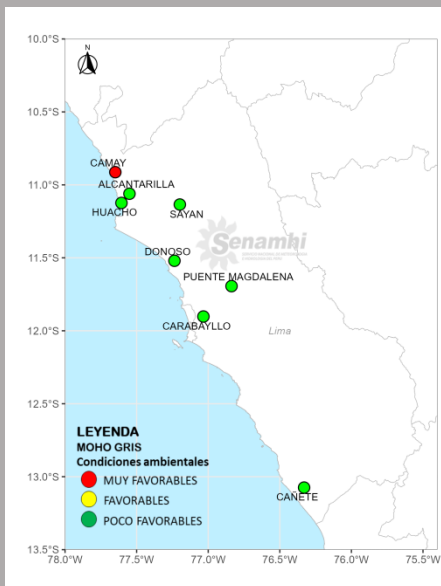 10.0°S
N
10.5°S
CAMAY
11.0°S
ALCANTARILLA
HUACHO
SAYAN
Senamhi
DONOSO
11.5°S
PUENTE MAGDALENA
CARABAYLLO
12.0°S
Lima
12.5°S
LEYENDA
MOHO GRIS
Condiciones ambientales
MUY FAVORABLES
FAVORABLES
POCO FAVORABLES
13.0°S
CAÑETE
13.5°S
78.0°W
77.5°W
77.0°W
76.5°W
76.0°W
75.5°W